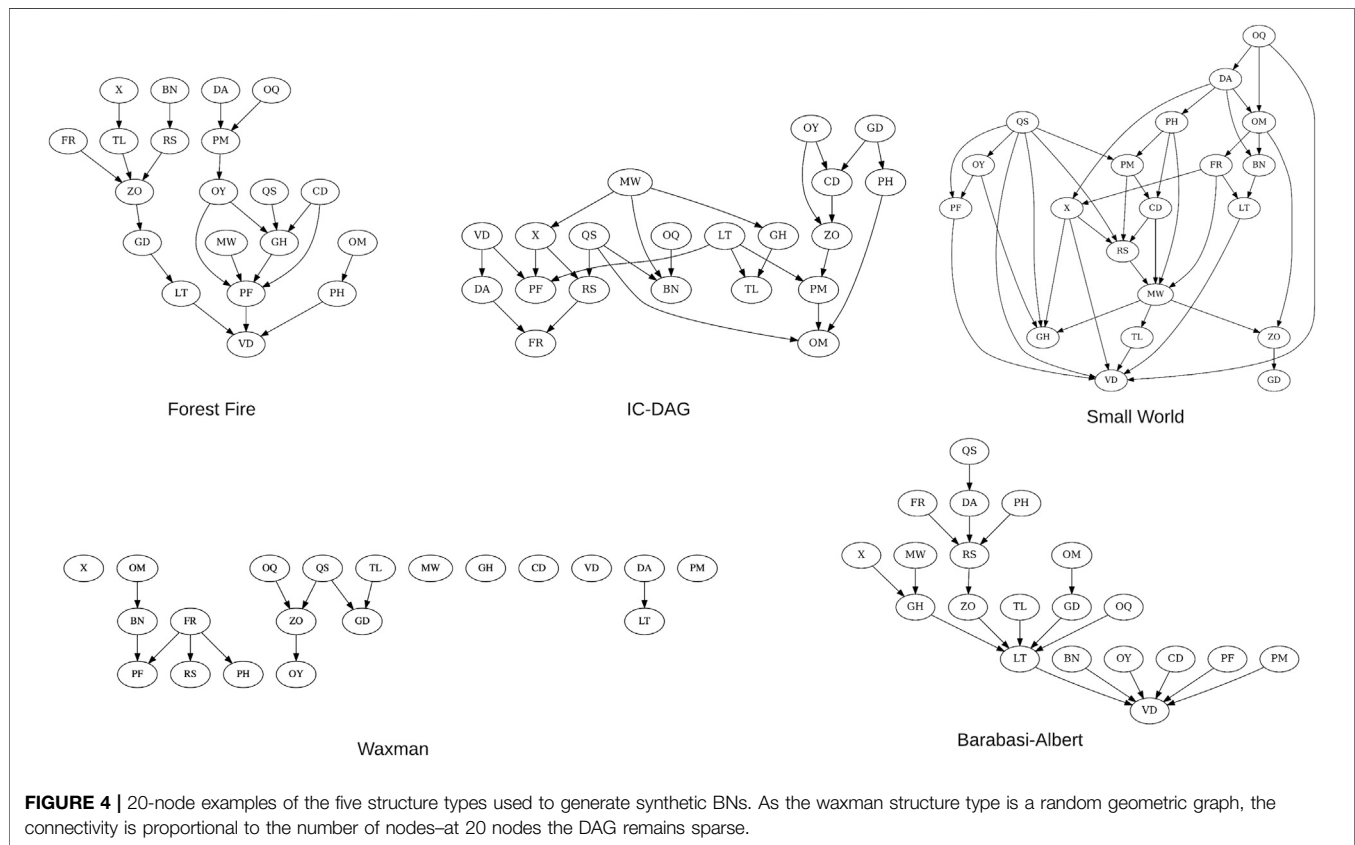 X BN DA OQ
FR TL RS PM
ZO OY QS CD
GD MW GH OM
LT PF PH
VD
Forest Fire
OY GD
MW CD PH
VD X QS OQ LT GH ZO
DA PF RS BN TL PM
FR OM
IC-DAG
OQ
DA
QS PH OM
OY PM FR BN
PF X CD LT
RS
MW
GH TL ZO
VD GD
Small World
X OM OQ QS TL MW GH CD VD DA PM
BN FR ZO GD LT
PF RS PH OY
Waxman
QS
FR DA PH
X MW RS OM
GH ZO TL GD OQ
LT BN OY CD PF PM
VD
Barabasi-Albert
FIGURE 4 | 20-node examples of the five structure types used to generate synthetic BNs. As the waxman structure type is a random geometric graph, the
connectivity is proportional to the number of nodes–at 20 nodes the DAG remains sparse.